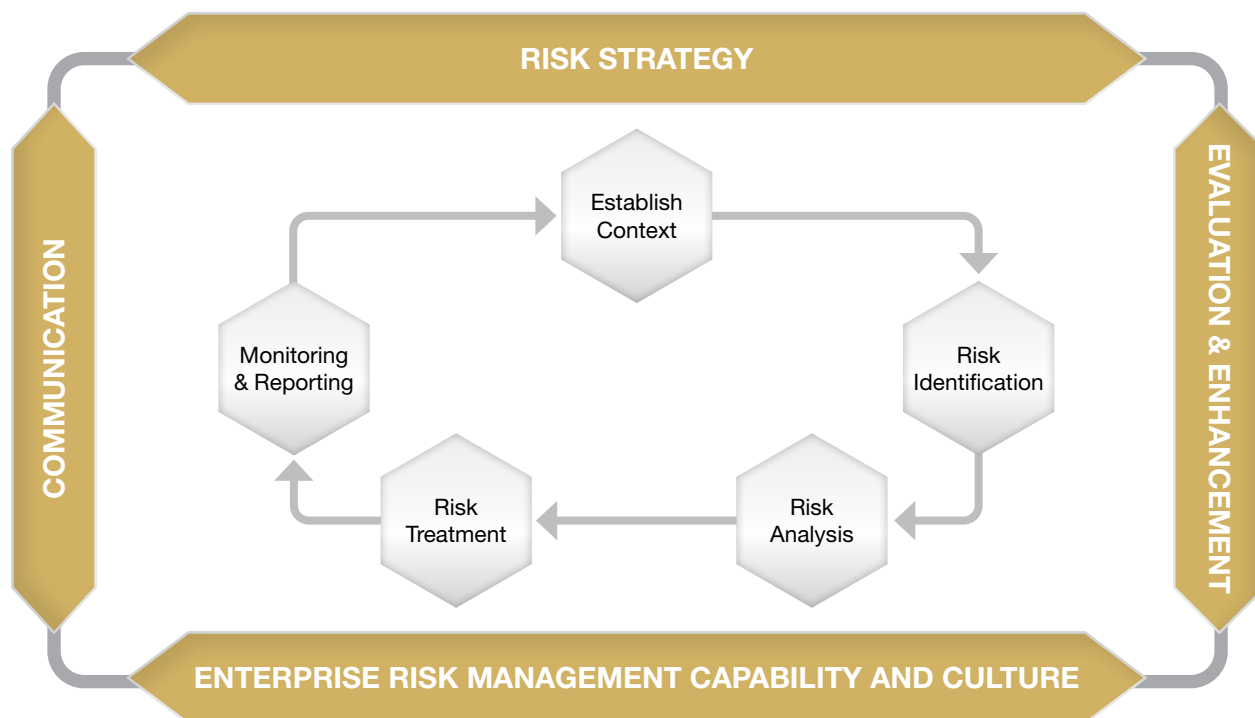 RISK STRATEGY
Establish
Context
Risk
Identification
Risk
Analysis
Risk
Treatment
Monitoring
& Reporting
COMMUNICATION
EVALUATION & ENHANCEMENT
ENTERPRISE RISK MANAGEMENT CAPABILITY AND CULTURE